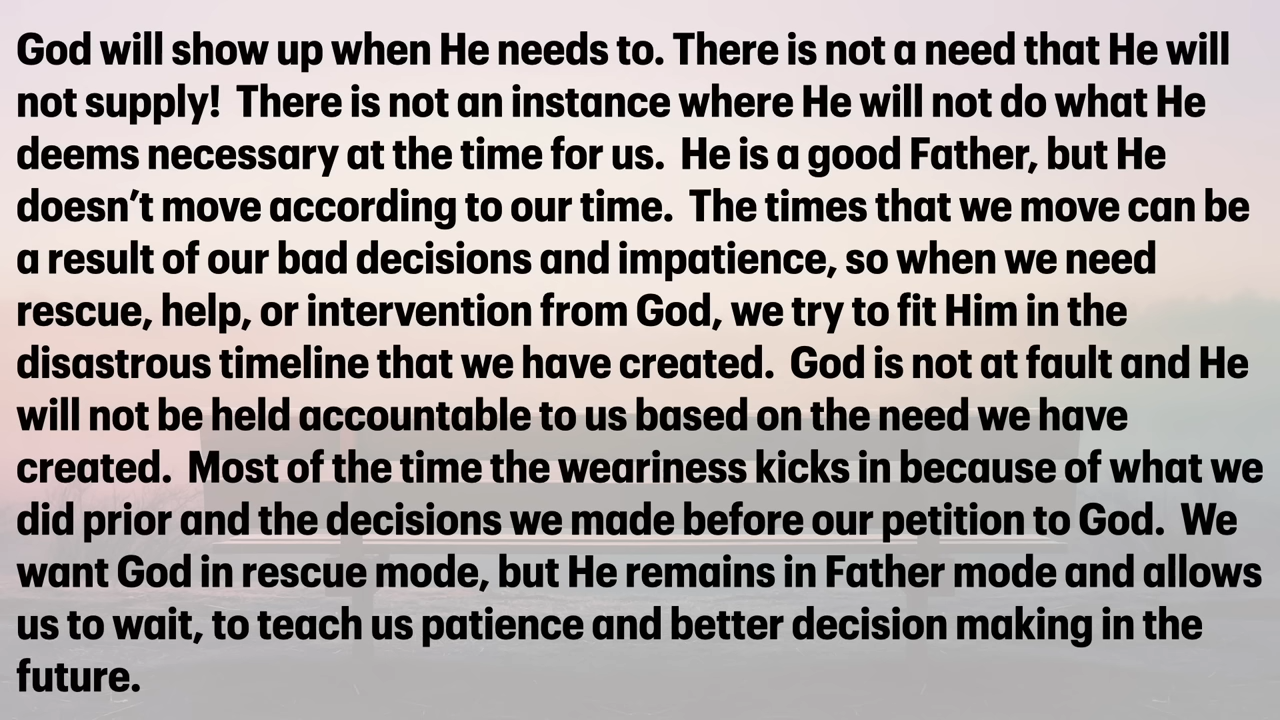 God will show up when He needs to. There is not a need that He will
not supply!  There is not an instance where He will not do what He
deems necessary at the time for us.  He is a good Father, but He
doesn’t move according to our time.  The times that we move can be
a result of our bad decisions and impatience, so when we need
rescue, help, or intervention from God, we try to fit Him in the
disastrous timeline that we have created.  God is not at fault and He
will not be held accountable to us based on the need we have
created.  Most of the time the weariness kicks in because of what we
did prior and the decisions we made before our petition to God.  We
want God in rescue mode, but He remains in Father mode and allows
us to wait, to teach us patience and better decision making in the
future.